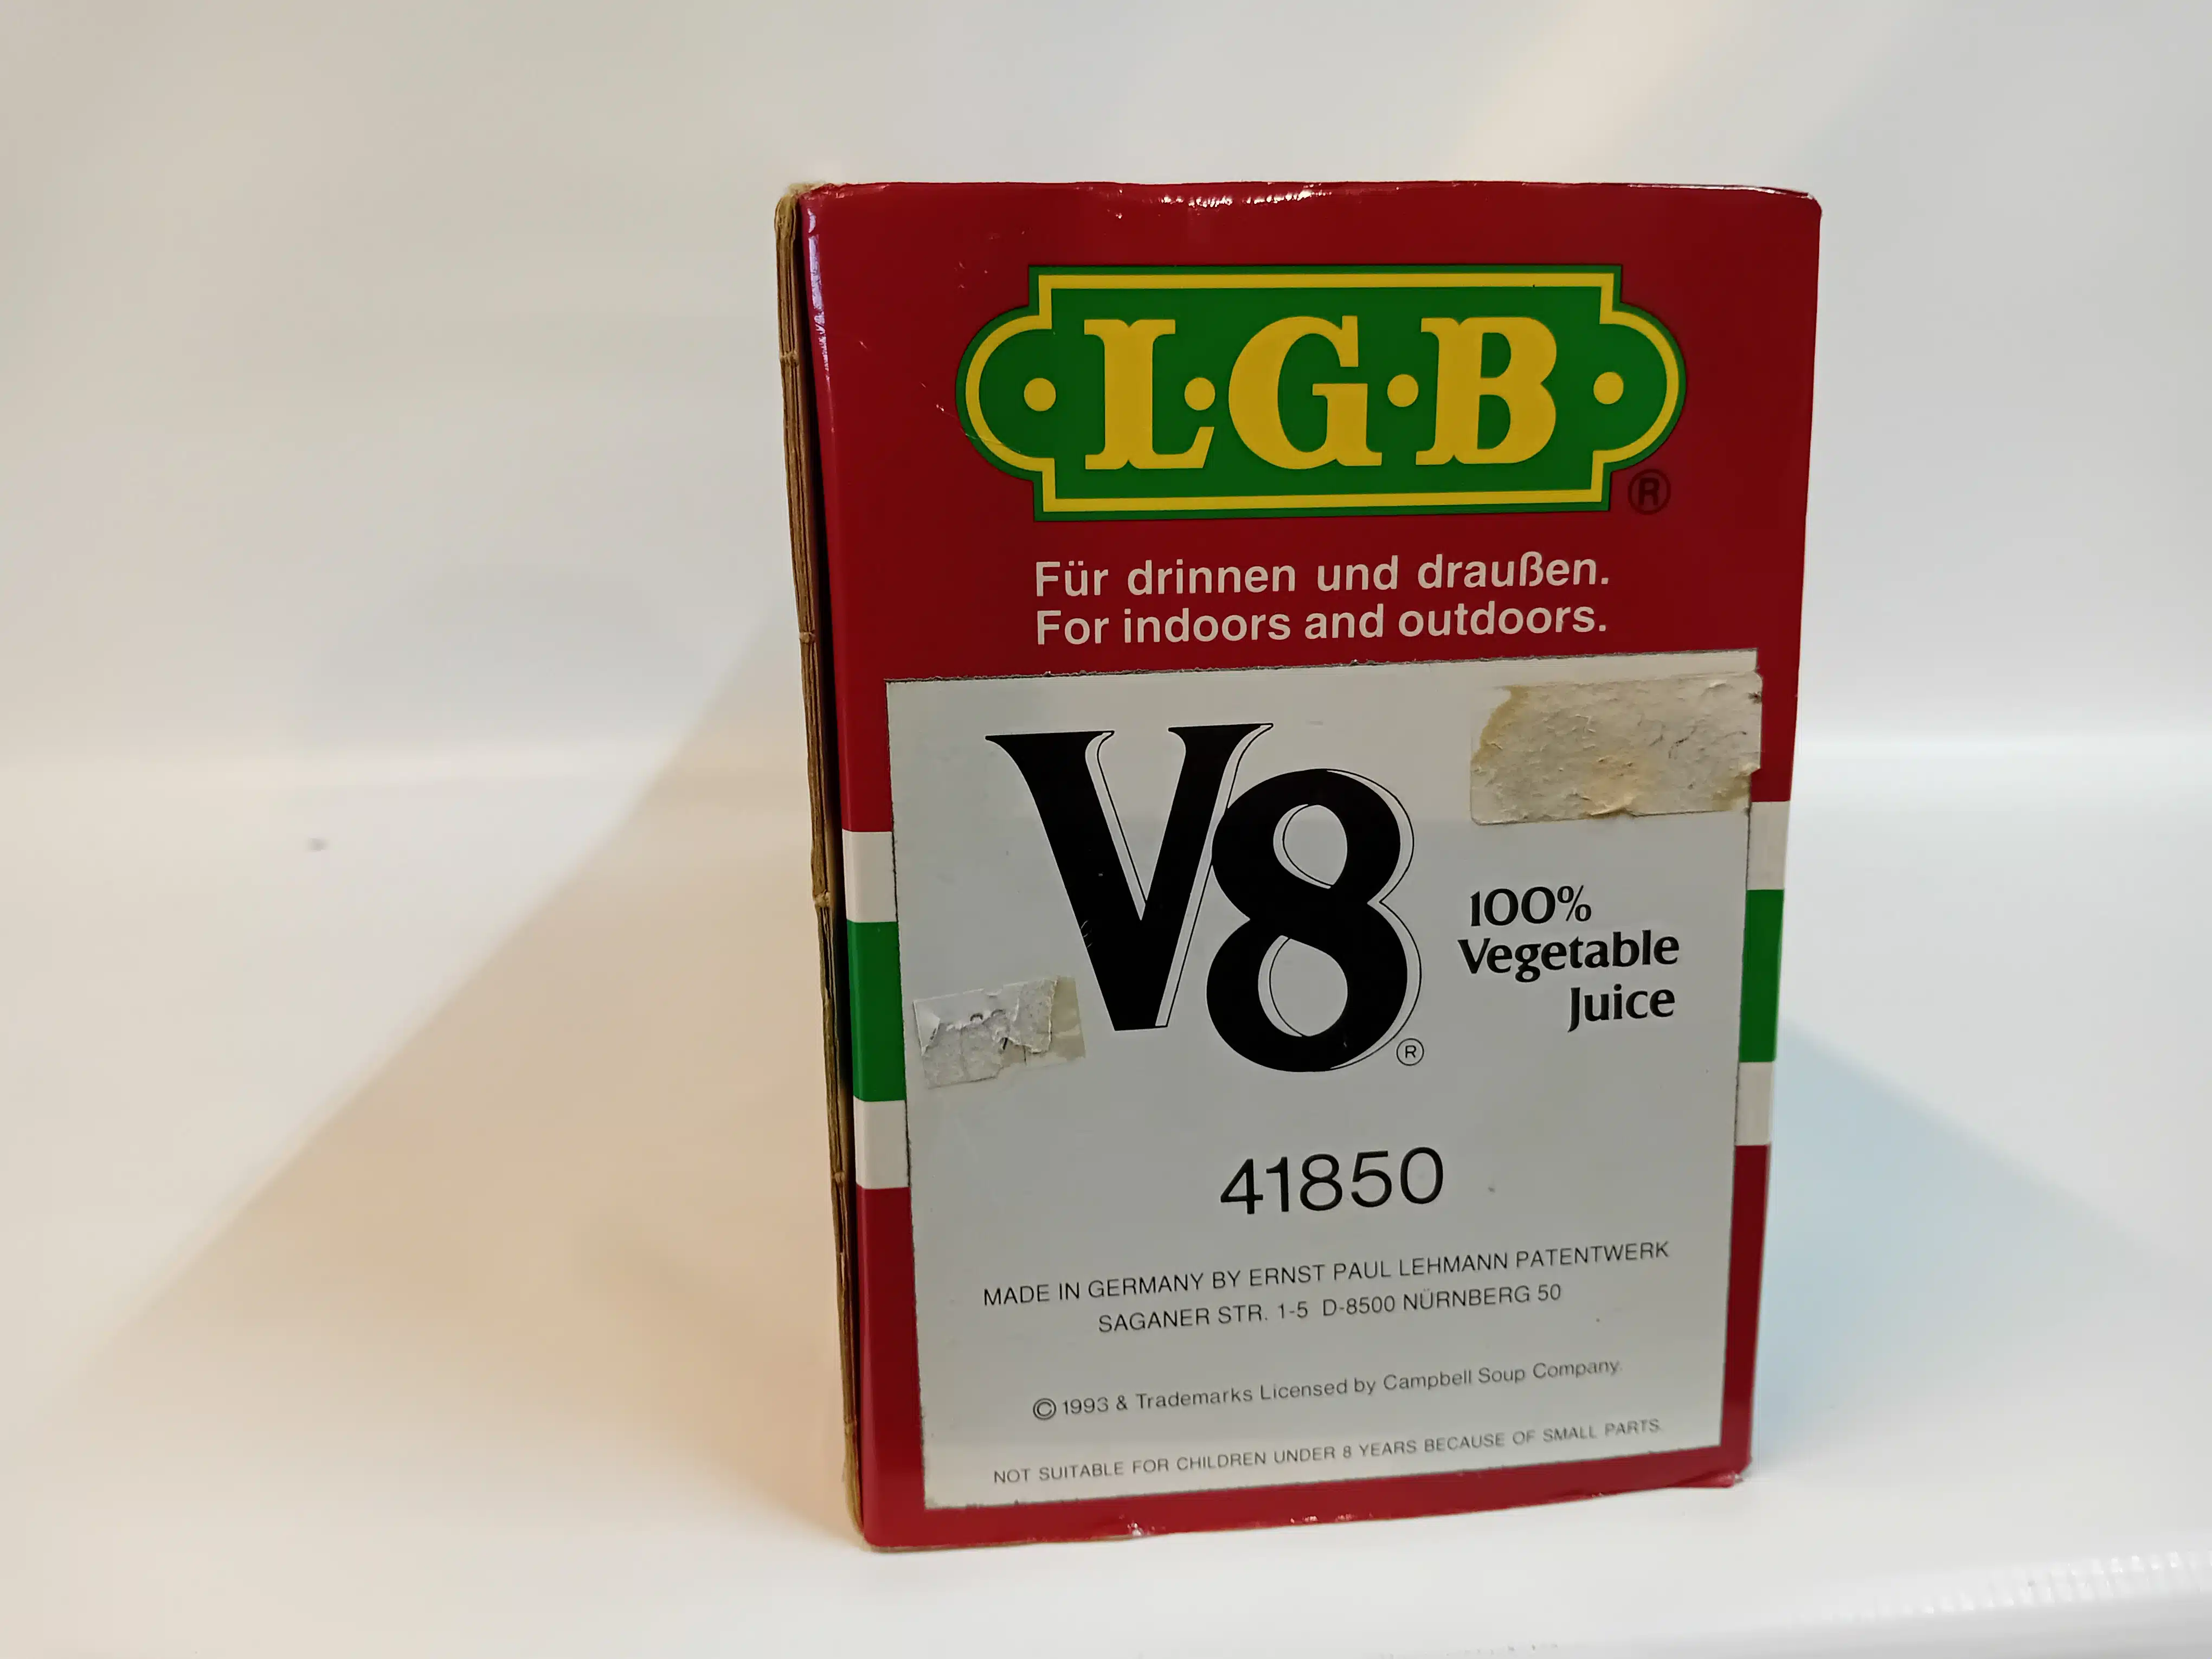 L·G·B
®
Für drinnen und draußen.
For indoors and outdoors.
V8®
100%
Vegetable
Juice
41850
MADE IN GERMANY BY ERNST PAUL LEHMANN PATENTWERK
SAGANER STR. 1-5 D-8500 NÜRNBERG 50
© 1993 & Trademarks Licensed by Campbell Soup Company.
NOT SUITABLE FOR CHILDREN UNDER 8 YEARS BECAUSE OF SMALL PARTS.